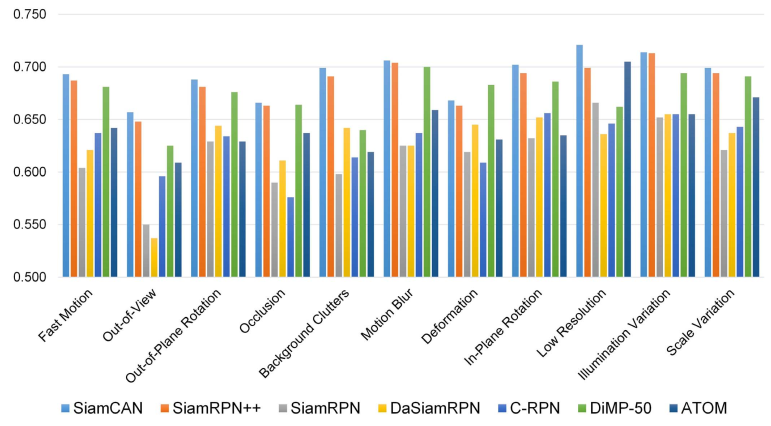 0.750
0.700
0.650
0.600
0.550
0.500
Fast Motion
Out-of-View
Out-of-Plane Rotation
Occlusion
Background Clutters
Motion Blur
Deformation
In-Plane Rotation
Low Resolution
Illumination Variation
Scale Variation
SiamCAN SiamRPN++ SiamRPN DaSiamRPN C-RPN DiMP-50 ATOM